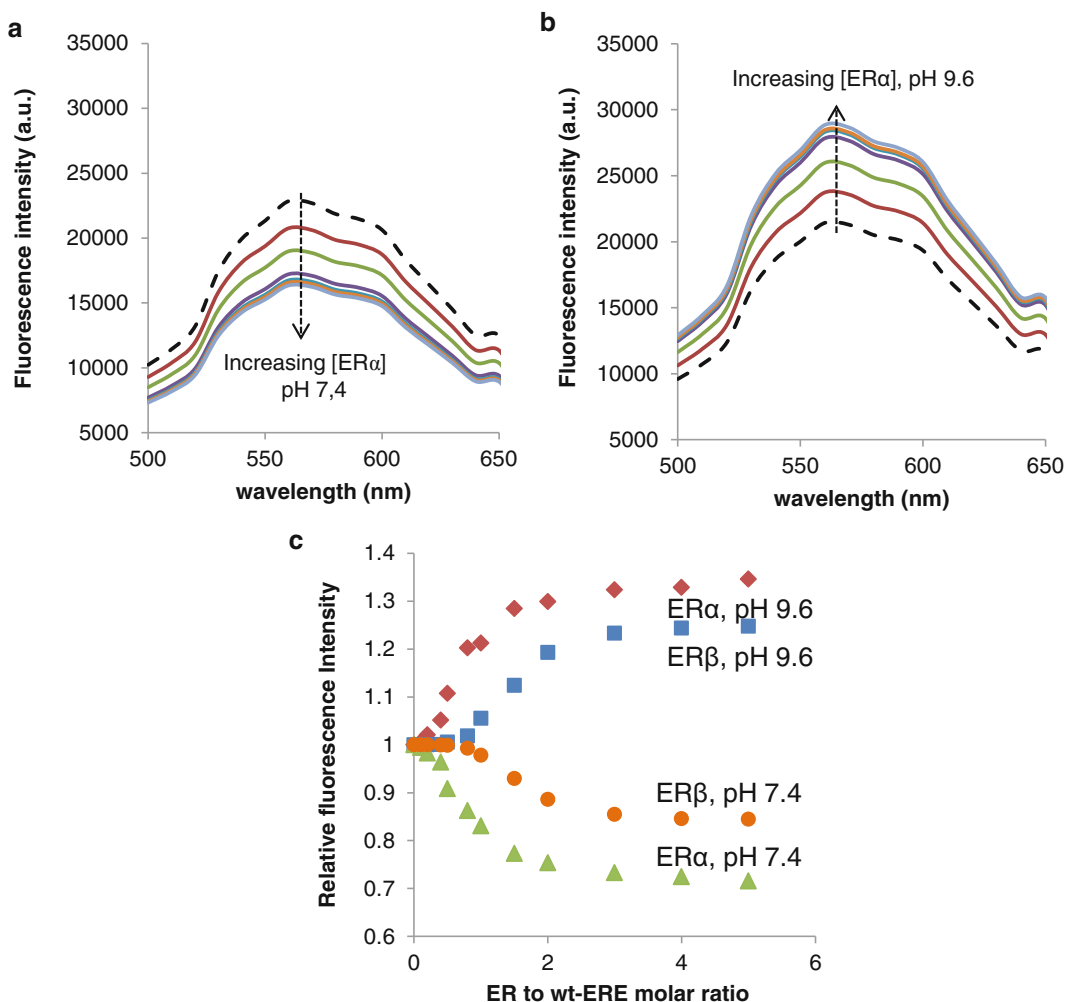 a
35000
30000
25000
20000
15000
10000
5000
500
550
600
650
Fluorescence intensity (a.u.)
wavelength (nm)
Increasing [ERα]
pH 7,4
b
35000
30000
25000
20000
15000
10000
5000
500
550
600
650
Fluorescence intensity (a.u.)
wavelength (nm)
Increasing [ERα], pH 9.6
c
1.4
1.3
1.2
1.1
1
0.9
0.8
0.7
0.6
0
2
4
6
Relative fluorescence Intensity
ER to wt-ERE molar ratio
ERα, pH 9.6
ERβ, pH 9.6
ERβ, pH 7.4
ERα, pH 7.4